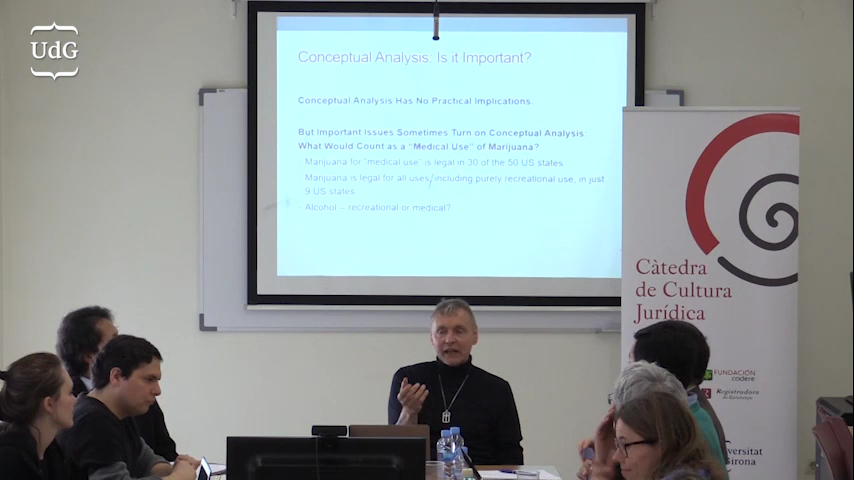 UdG
Conceptual Analysis: Is it Important?
Conceptual Analysis Has No Practical Implications.
But Important Issues Sometimes Turn on Conceptual Analysis:
What Would Count as a "Medical Use" of Marijuana?
Marijuana for "medical use" is legal in 30 of the 50 US states
Marijuana is legal for all uses, including purely recreational use, in just
9 US states
- Alcohol – recreational or medical?
Càtedra
de Cultura
Jurídica
FUNDACIÓN
codere
Registradors
de Catalunya